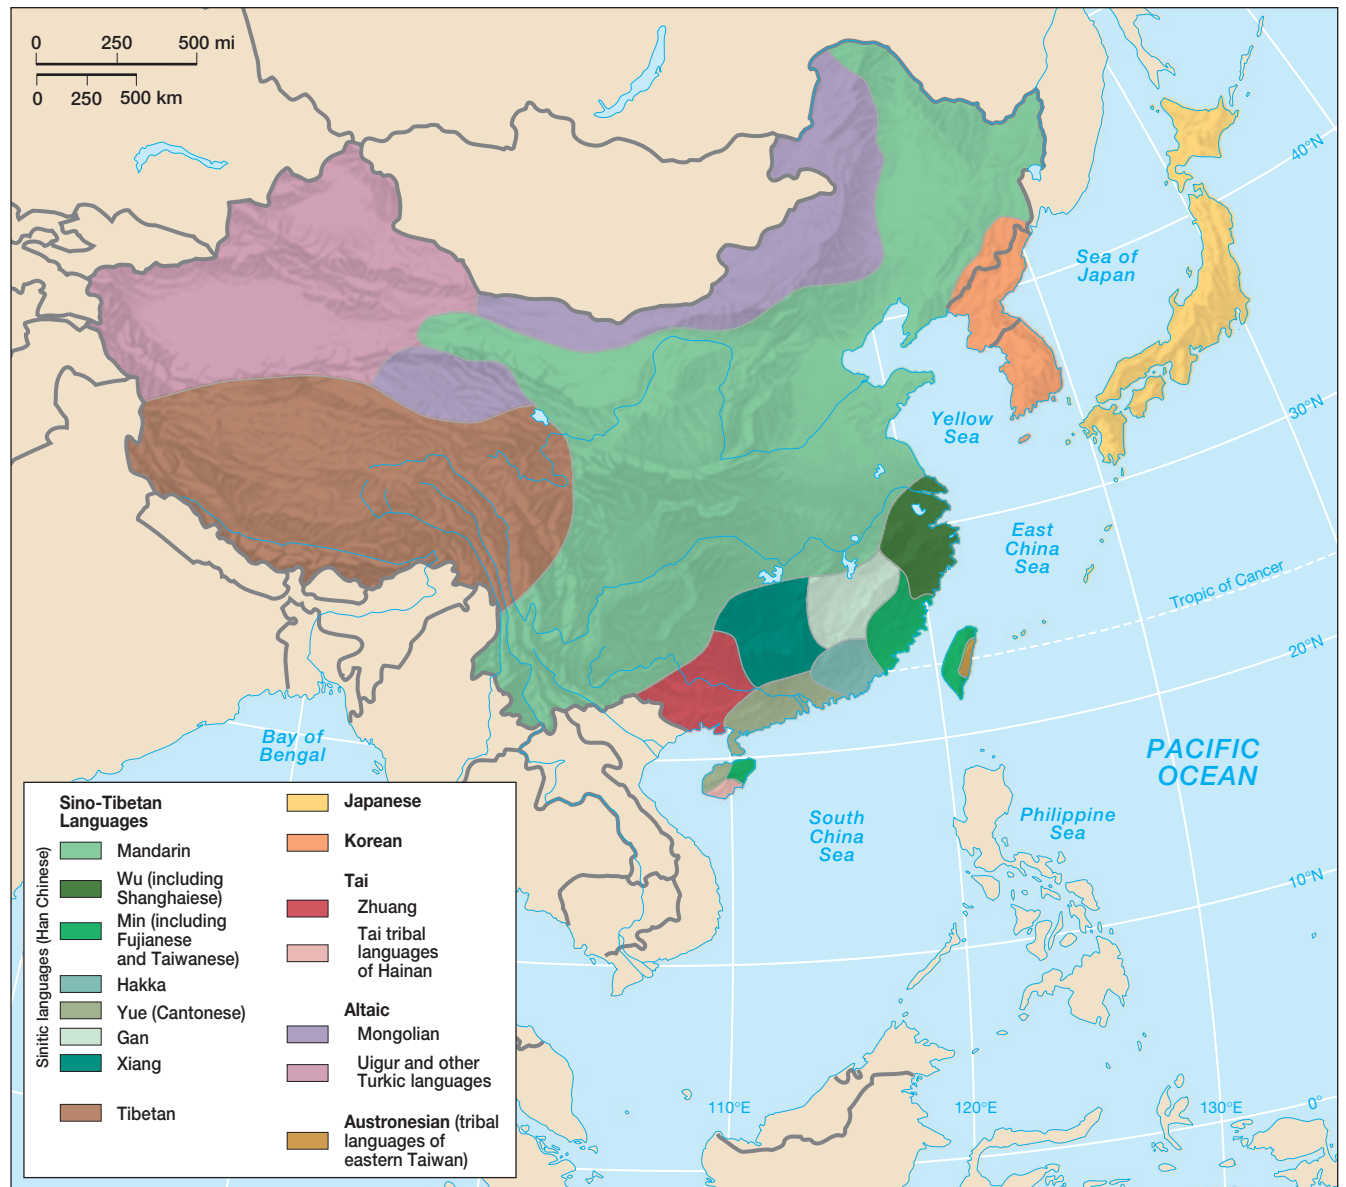 0 250 500 mi
0 250 500 km
40°N
Sea of
Japan
30°N
Yellow
Sea
East
China
Sea
Tropic of Cancer
20°N
Bay of
Bengal
PACIFIC
OCEAN
South
China
Sea
Philippine
Sea
10°N
110°E
120°E
130°E
0°
Sinitic languages (Han Chinese)
Sino-Tibetan
Languages
Mandarin
Wu (including
Shanghaiese)
Min (including
Fujianese
and Taiwanese)
Hakka
Yue (Cantonese)
Gan
Xiang
Tibetan
Japanese
Korean
Tai
Zhuang
Tai tribal
languages
of Hainan
Altaic
Mongolian
Uigur and other
Turkic languages
Austronesian (tribal
languages of
eastern Taiwan)